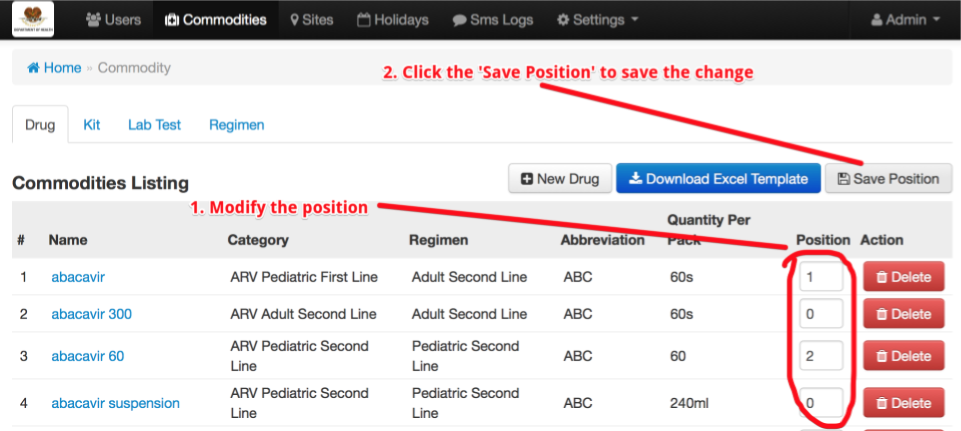 DEPARTMENT OF HEALTH
Users Commodities Sites Holidays Sms Logs Settings Admin
Home » Commodity
2. Click the 'Save Position' to save the change
Drug Kit Lab Test Regimen
Commodities Listing New Drug Download Excel Template Save Position
1. Modify the position
# Name Category Regimen Abbreviation Quantity Per Pack Position Action
1 abacavir ARV Pediatric First Line Adult Second Line ABC 60s 1 Delete
2 abacavir 300 ARV Adult Second Line Adult Second Line ABC 60s 0 Delete
3 abacavir 60 ARV Pediatric Second Line Pediatric Second Line ABC 60 2 Delete
4 abacavir suspension ARV Pediatric Second Line Pediatric Second Line ABC 240ml 0 Delete